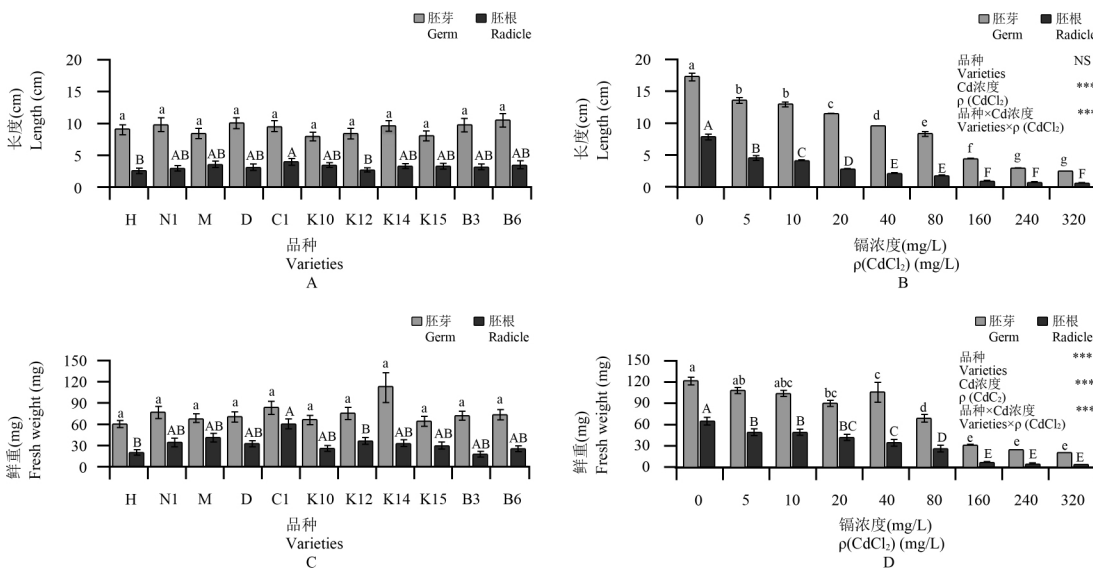 胚芽 胚根
Germ Radicle
长度(cm)
Length (cm)
20
15
10
5
0
a a a a a a a a a a a
B AB AB AB A AB B AB AB AB AB
H N1 M D C1 K10 K12 K14 K15 B3 B6
品种
Varieties
A
胚芽 胚根
Germ Radicle
长度(cm)
Length (cm)
20
15
10
5
0
a b b c d e f g g
A B C D E E F F F
品种 NS
Varieties
Cd浓度 ***
ρ (CdCl₂)
品种×Cd浓度 ***
Varieties×ρ (CdCl₂)
0 5 10 20 40 80 160 240 320
镉浓度(mg/L)
ρ(CdCl₂) (mg/L)
B
胚芽 胚根
Germ Radicle
鲜重(mg)
Fresh weight (mg)
150
120
90
60
30
0
a a a a a a a a a a a
B AB AB AB A AB AB AB AB AB AB
H N1 M D C1 K10 K12 K14 K15 B3 B6
品种
Varieties
C
胚芽 胚根
Germ Radicle
鲜重(mg)
Fresh weight (mg)
150
120
90
60
30
0
a ab abc bc c d e e e
A B B BC C D E E E
品种 ***
Varieties
Cd浓度 ***
ρ (CdC₂)
品种×Cd浓度 ***
Varieties×ρ (CdCl₂)
0 5 10 20 40 80 160 240 320
镉浓度(mg/L)
ρ(CdCl₂) (mg/L)
D